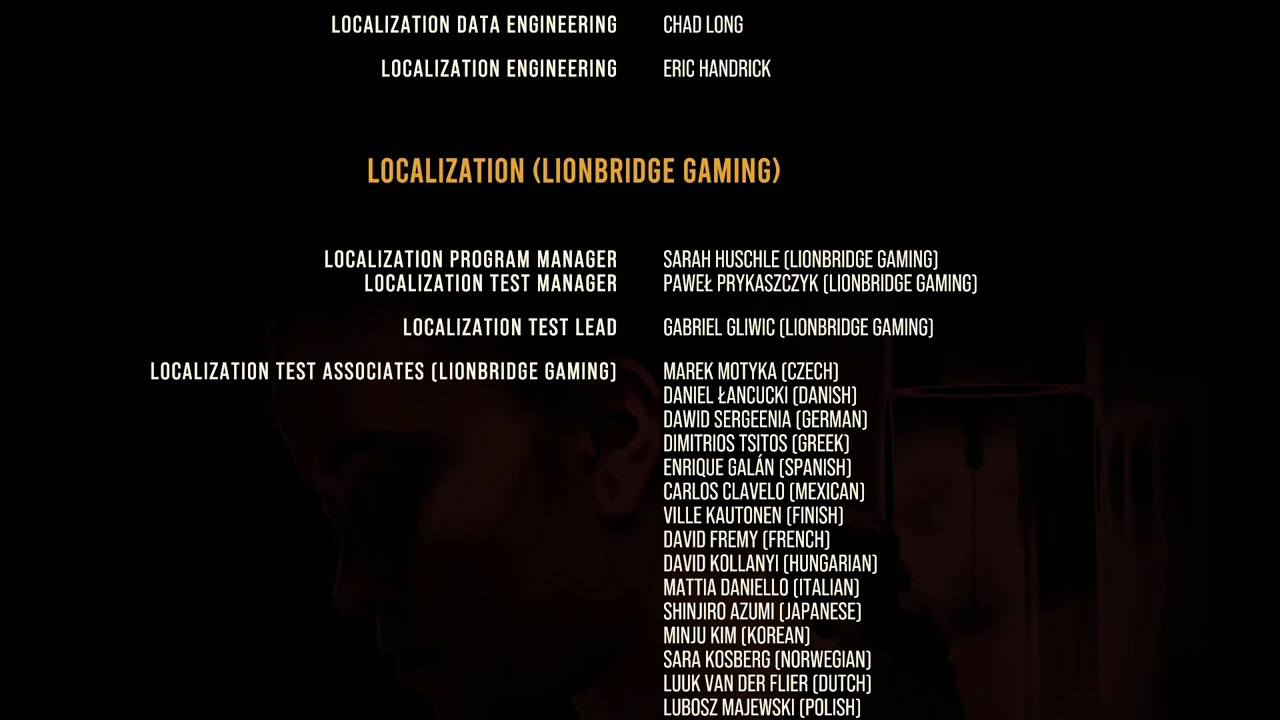 LOCALIZATION DATA ENGINEERING CHAD LONG
LOCALIZATION ENGINEERING ERIC HANDRICK
LOCALIZATION (LIONBRIDGE GAMING)
LOCALIZATION PROGRAM MANAGER SARAH HUSCHLE (LIONBRIDGE GAMING)
LOCALIZATION TEST MANAGER PAWEŁ PRYKASZCZYK (LIONBRIDGE GAMING)
LOCALIZATION TEST LEAD GABRIEL GLIWIC (LIONBRIDGE GAMING)
LOCALIZATION TEST ASSOCIATES (LIONBRIDGE GAMING) MAREK MOTYKA (CZECH)
DANIEL ŁANCUCKI (DANISH)
DAWID SERGEENIA (GERMAN)
DIMITRIOS TSITOS (GREEK)
ENRIQUE GALÁN (SPANISH)
CARLOS CLAVELO (MEXICAN)
VILLE KAUTONEN (FINISH)
DAVID FREMY (FRENCH)
DAVID KOLLANYI (HUNGARIAN)
MATTIA DANIELLO (ITALIAN)
SHINJIRO AZUMI (JAPANESE)
MINJU KIM (KOREAN)
SARA KOSBERG (NORWEGIAN)
LUUK VAN DER FLIER (DUTCH)
LUBOSZ MAJEWSKI (POLISH)